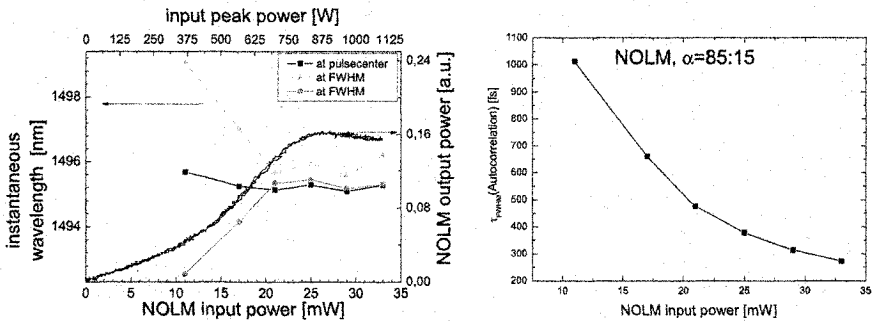 input peak power [W]
0 125 250 375 500 625 750 875 1000 1125
at pulsecenter
at FWHM
at FWHM
1498
1496
1494
instantaneous
wavelength [nm]
0,24
0,16
0,08
0,00
NOLM output power [a.u.]
0 5 10 15 20 25 30 35
NOLM input power [mW]
NOLM, α=85:15
1100
1000
900
800
700
600
500
400
300
200
τFWHM(Autocorrelation) [fs]
10 15 20 25 30 35
NOLM input power [mW]